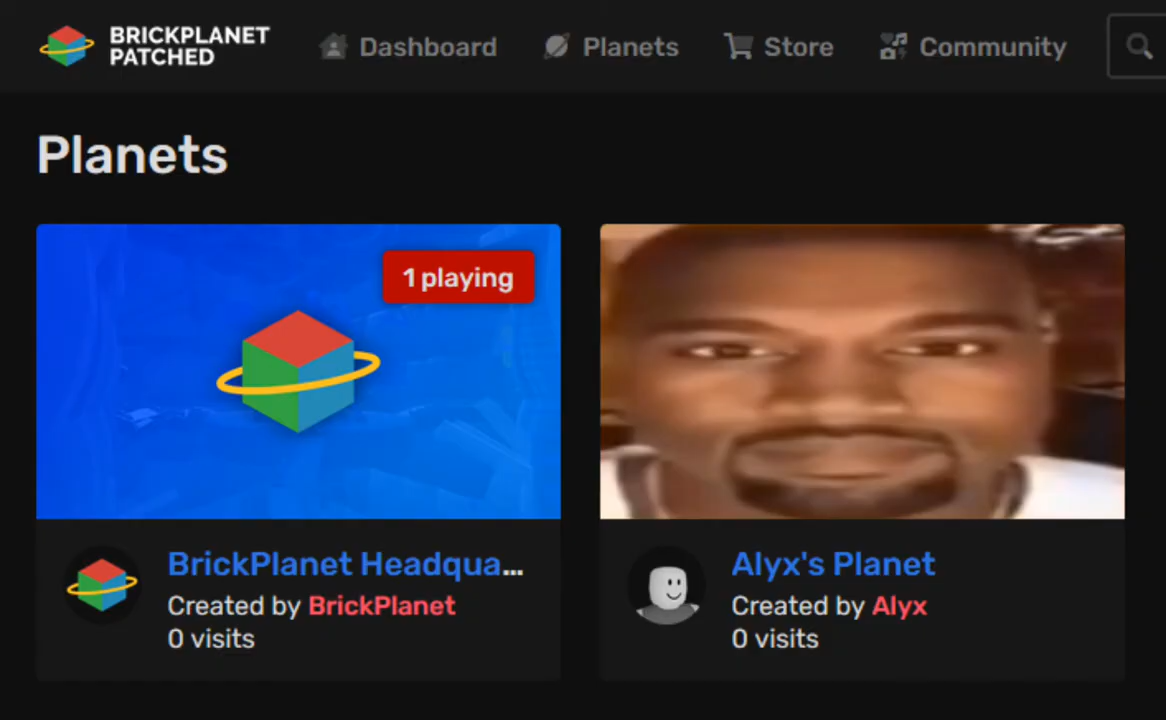 BRICKPLANET
PATCHED
Dashboard
Planets
Store
Community
Planets
1 playing
BrickPlanet Headqua...
Created by BrickPlanet
0 visits
Alyx's Planet
Created by Alyx
0 visits